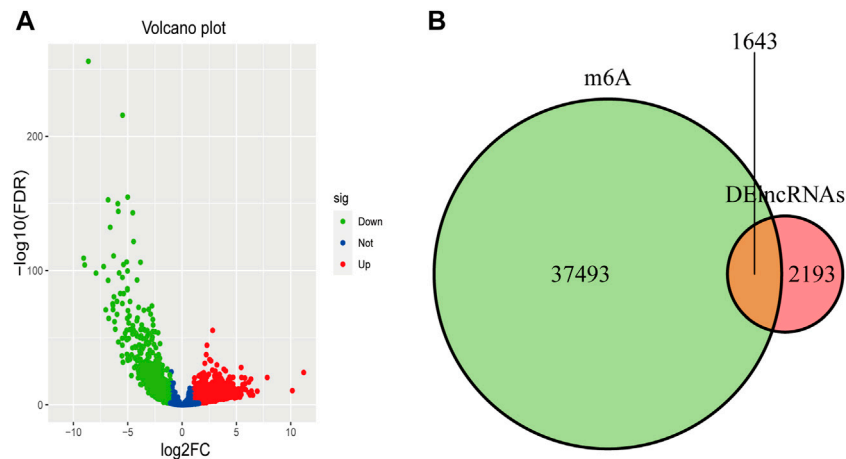 A
Volcano plot
−log10(FDR)
200
100
0
−10
−5
0
5
10
log2FC
sig
Down
Not
Up
B
1643
m6A
DElncRNAs
37493
2193